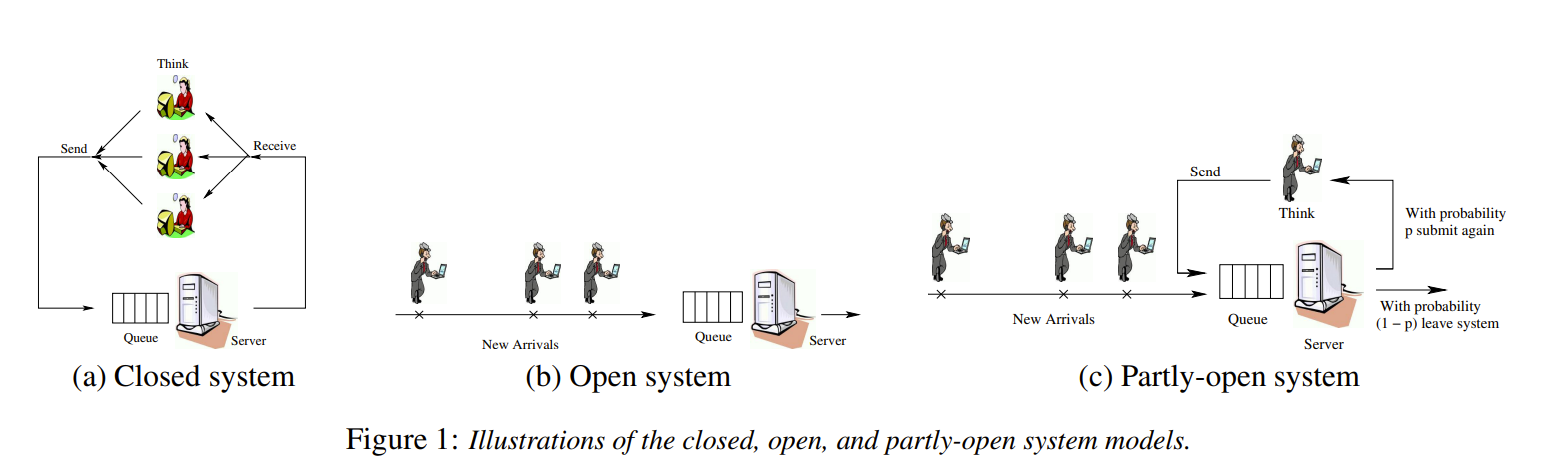 Think
Send
Receive
Queue
Server
(a) Closed system
New Arrivals
Queue
Server
(b) Open system
Send
Think
With probability
p submit again
New Arrivals
Queue
Server
With probability
(1 − p) leave system
(c) Partly-open system
Figure 1: Illustrations of the closed, open, and partly-open system models.